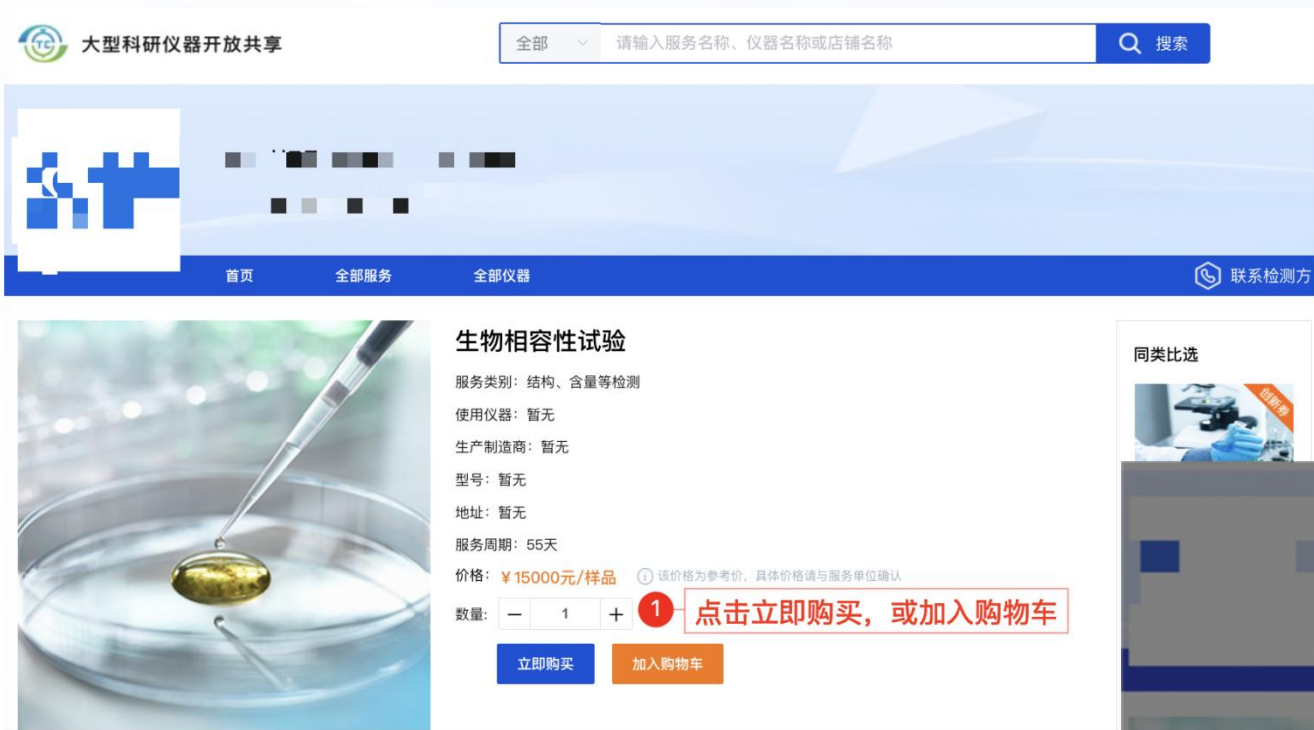 TC
大型科研仪器开放共享
全部
请输入服务名称、仪器名称或店铺名称
搜索
首页
全部服务
全部仪器
联系检测方
生物相容性试验
服务类别：结构、含量等检测
使用仪器：暂无
生产制造商：暂无
型号：暂无
地址：暂无
服务周期：55天
价格：￥15000元/样品 该价格为参考价，具体价格请与服务单位确认
数量: － 1 ＋
1 点击立即购买，或加入购物车
立即购买
加入购物车
同类比选
创新券